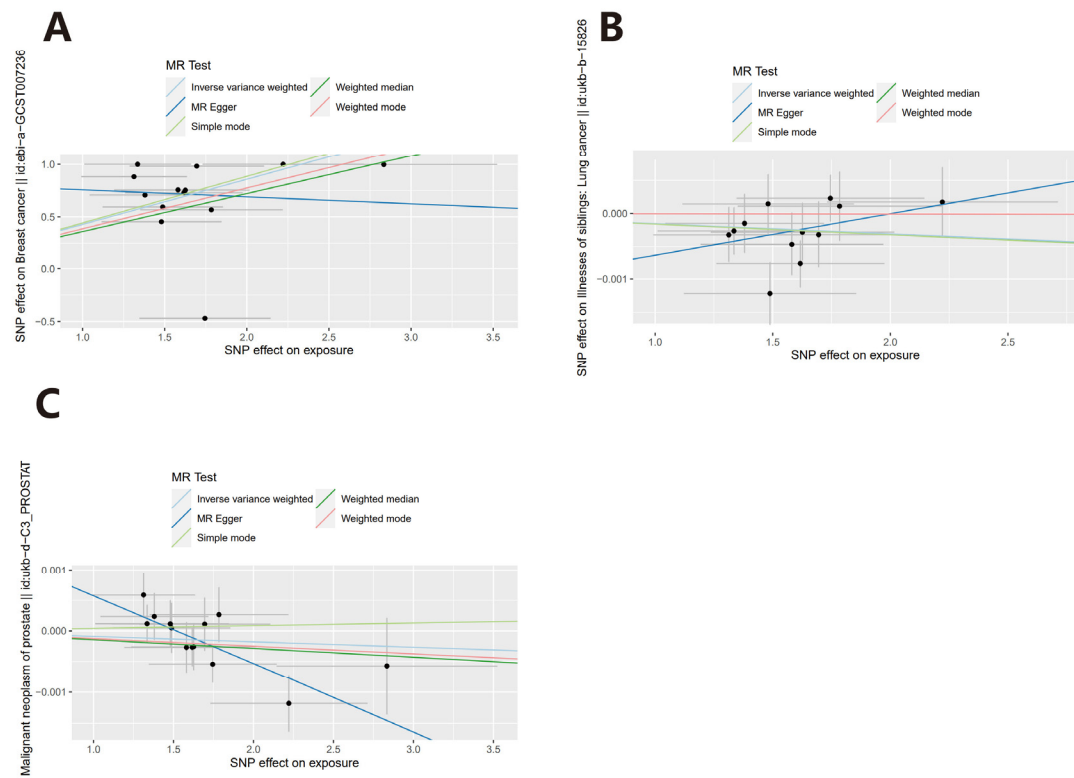 A
SNP effect on Breast cancer || id:ebi-a-GCST007236
MR Test
Inverse variance weighted
Weighted median
MR Egger
Weighted mode
Simple mode
1.0
0.5
0.0
−0.5
1.0
1.5
2.0
2.5
3.0
3.5
SNP effect on exposure
B
SNP effect on Illnesses of siblings: Lung cancer || id:ukb-b-15826
MR Test
Inverse variance weighted
Weighted median
MR Egger
Weighted mode
Simple mode
0.000
−0.001
1.0
1.5
2.0
2.5
SNP effect on exposure
C
Malignant neoplasm of prostate || id:ukb-d-C3_PROSTAT
MR Test
Inverse variance weighted
Weighted median
MR Egger
Weighted mode
Simple mode
0.001
0.000
−0.001
1.0
1.5
2.0
2.5
3.0
3.5
SNP effect on exposure